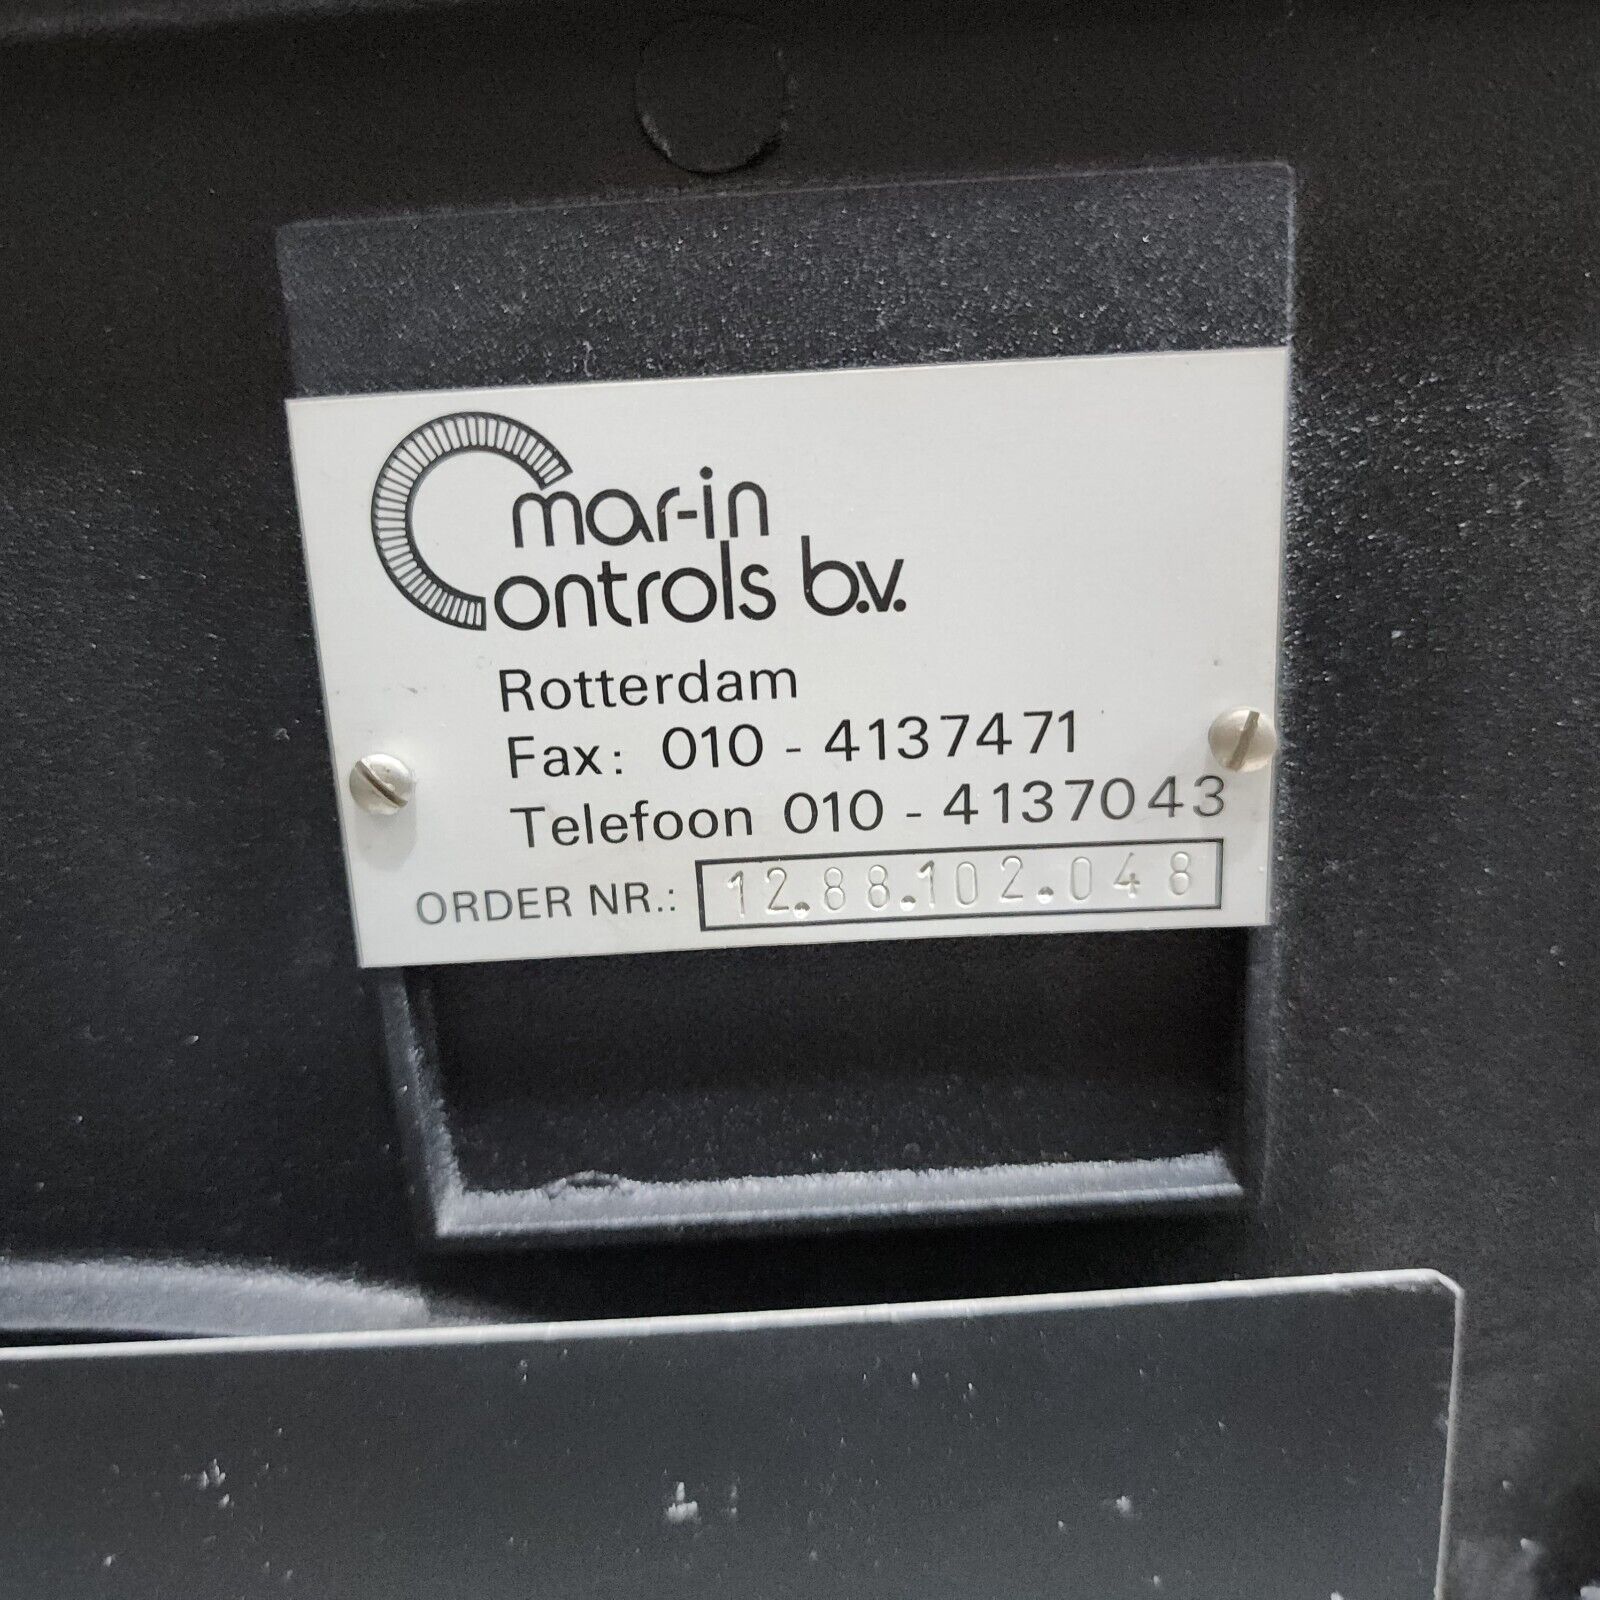 mar-in
Controls b.v.
Rotterdam
Fax: 010 - 4137471
Telefoon 010 - 4137043
ORDER NR.: 12.88.102.048